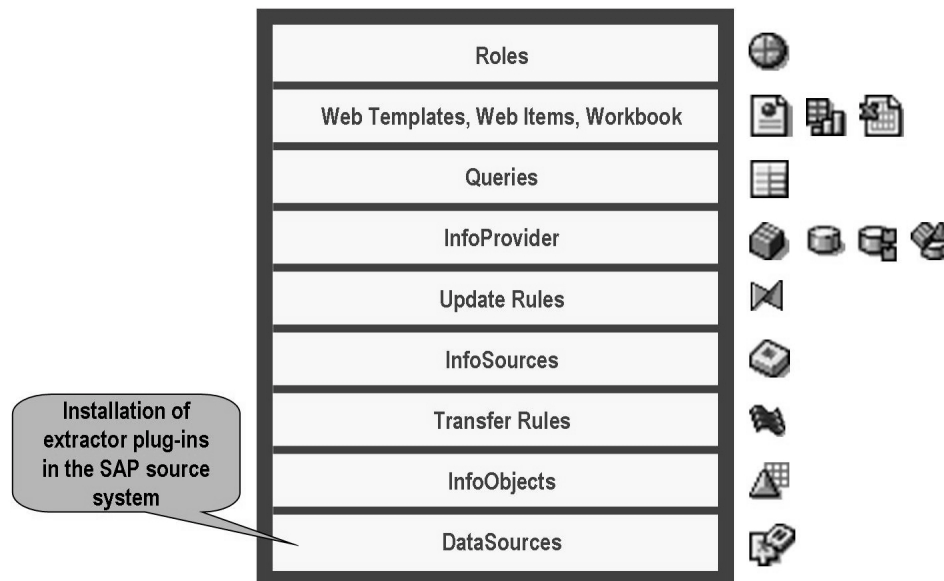 Roles
Web Templates, Web Items, Workbook
Queries
InfoProvider
Update Rules
InfoSources
Installation of
extractor plug-ins
in the SAP source
system
Transfer Rules
InfoObjects
DataSources